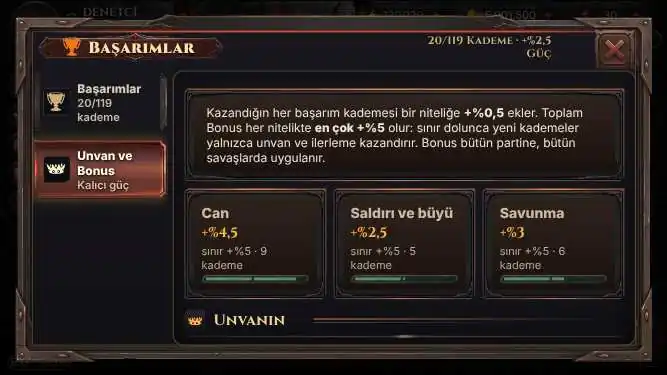 DENETÇİ
BAŞARIMLAR
20/119 KADEME · +%2,5
GÜÇ
Başarımlar
20/119
kademe
Unvan ve
Bonus
Kalıcı güç
Kazandığın her başarım kademesi bir niteliğe +%0,5 ekler. Toplam
Bonus her nitelikte en çok +%5 olur: sınır dolunca yeni kademeler
yalnızca unvan ve ilerleme kazandırır. Bonus bütün partine, bütün
savaşlarda uygulanır.
Can
+%4,5
sınır +%5 · 9
kademe
Saldırı ve büyü
+%2,5
sınır +%5 · 5
kademe
Savunma
+%3
sınır +%5 · 6
kademe
UNVANIN